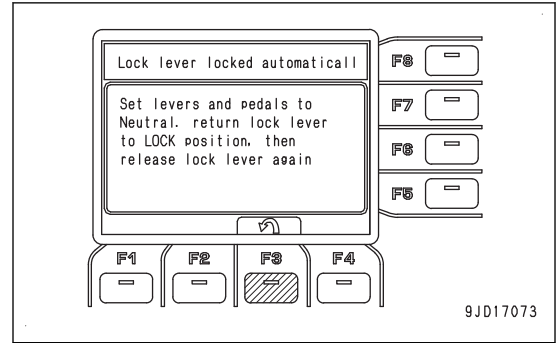 Lock lever locked automaticall
Set levers and pedals to
Neutral. return lock lever
to LOCK position, then
release lock lever again
F8
F7
F6
F5
F1 F2 F3 F4
9JD17073